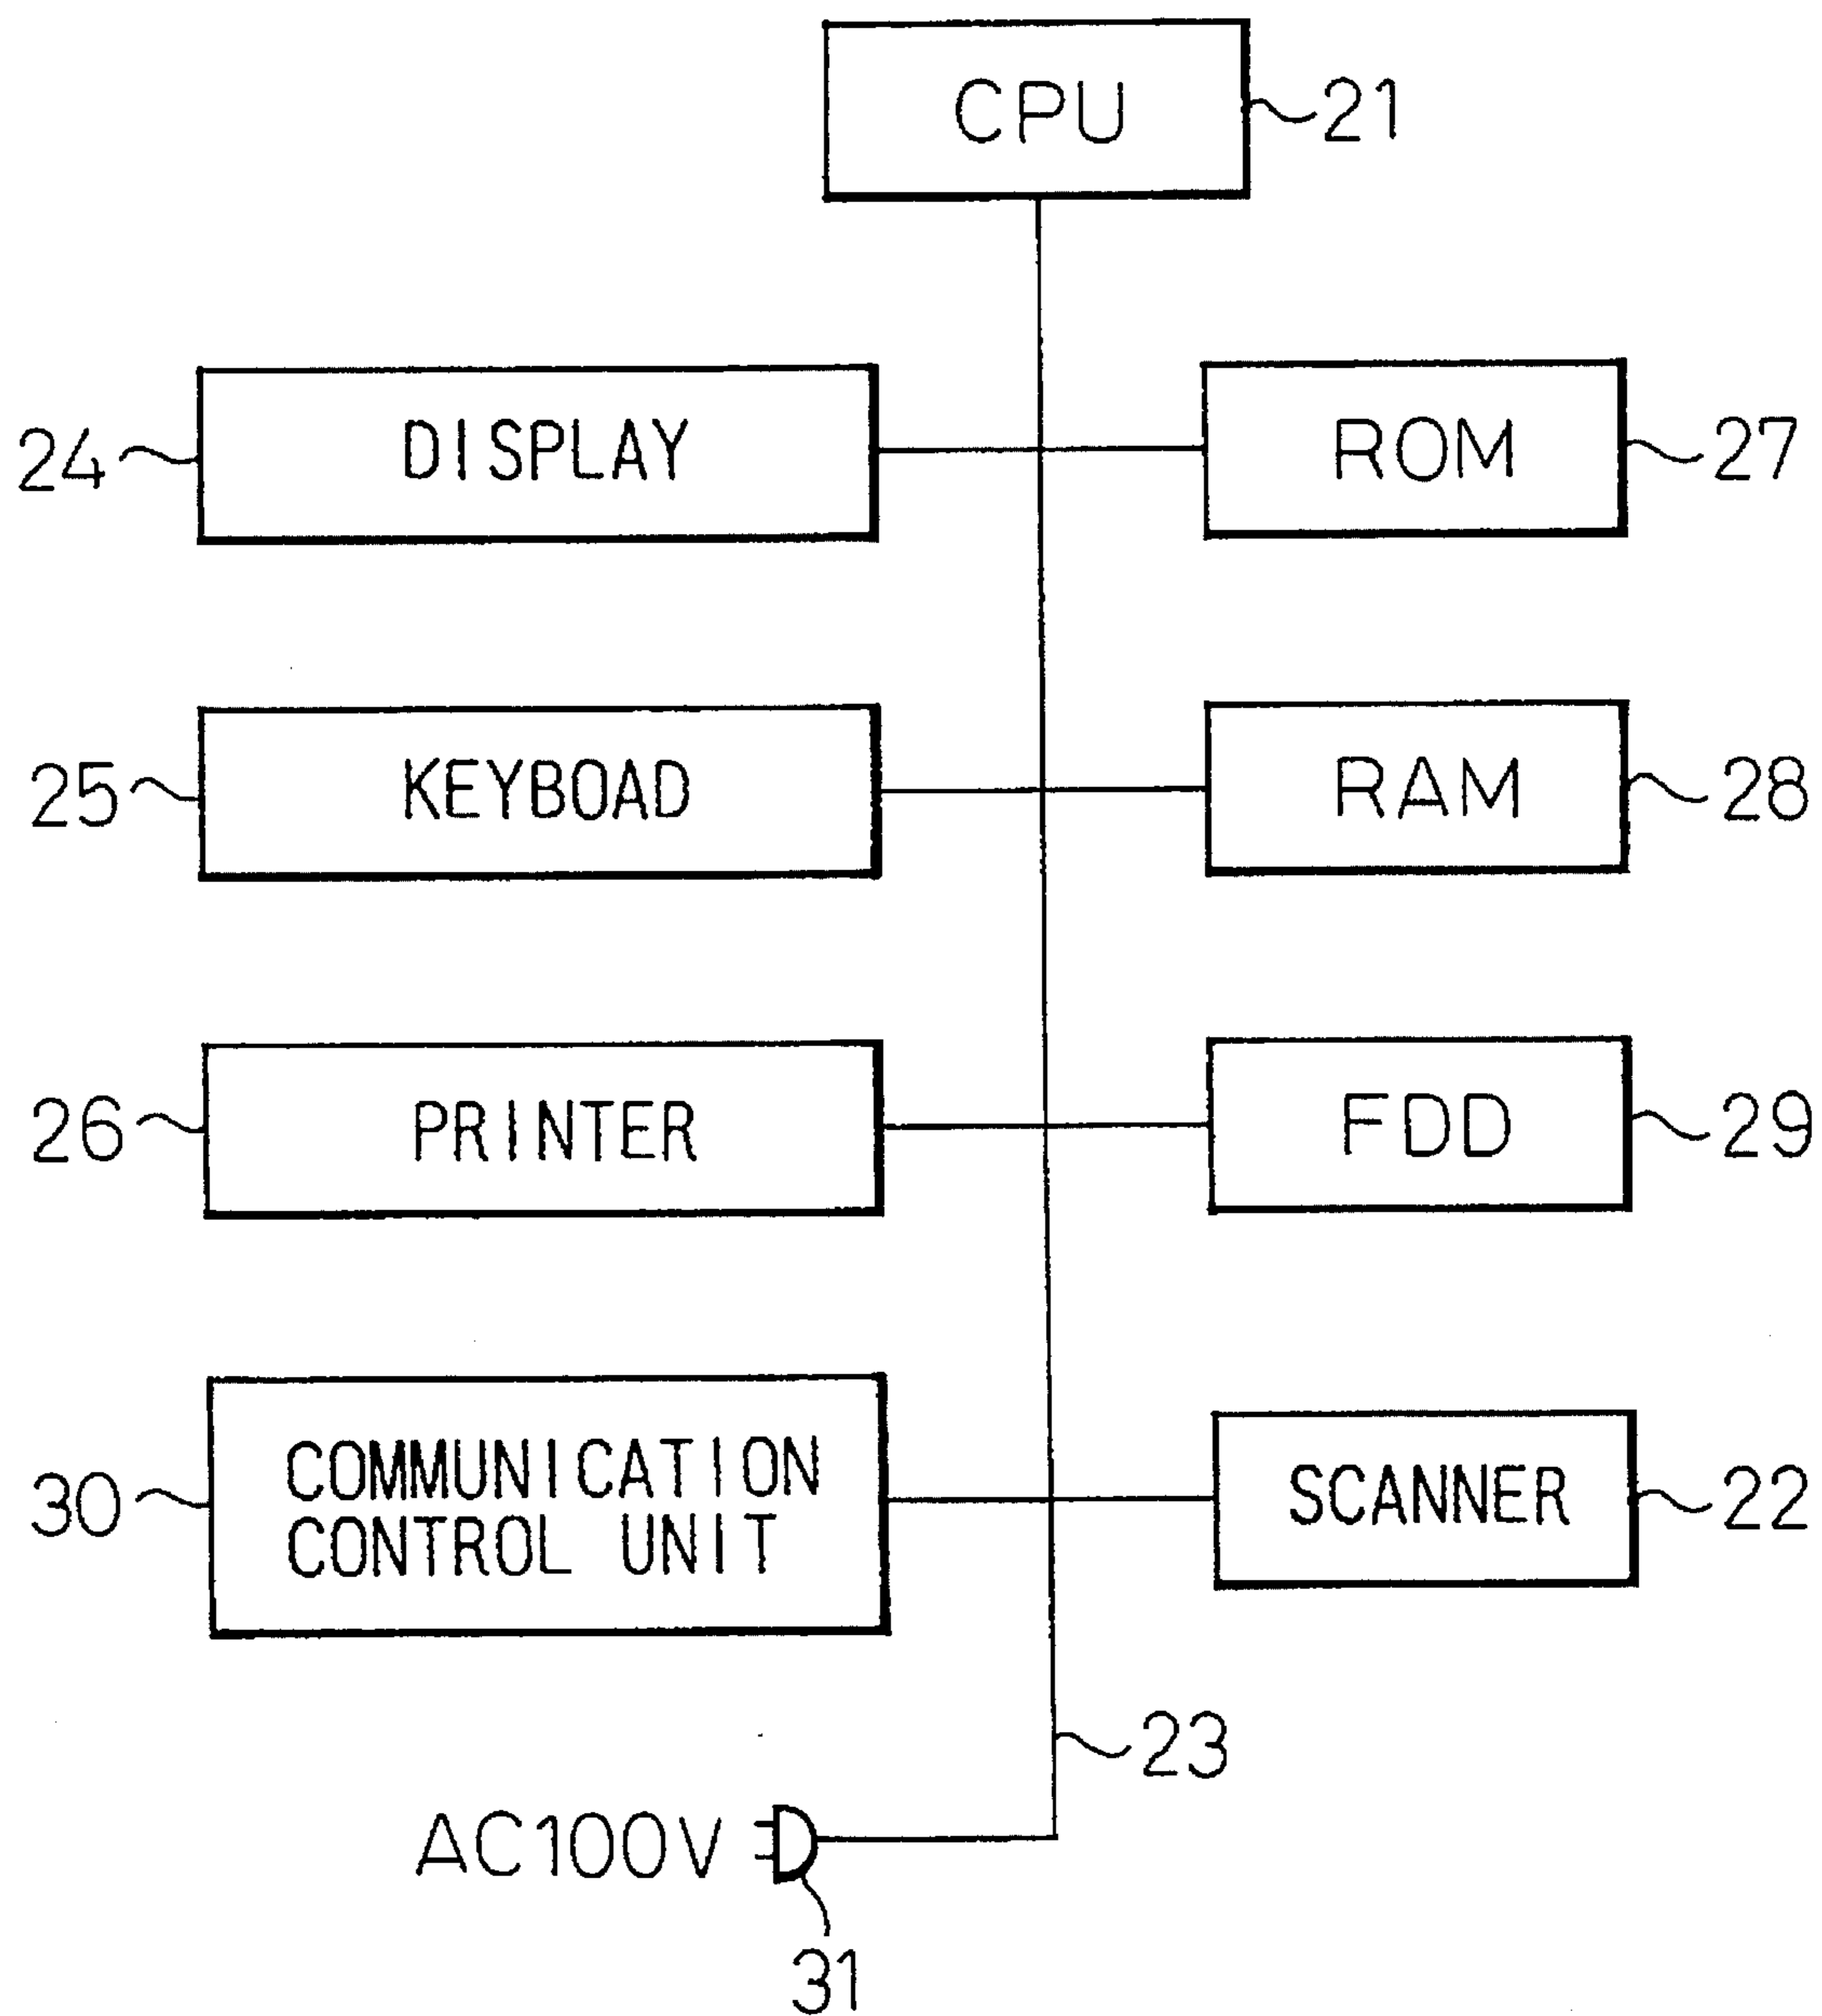 CPU
21
24
DISPLAY
ROM
27
25
KEYBOAD
RAM
28
26
PRINTER
FDD
29
30
COMMUNICATION
CONTROL UNIT
SCANNER
22
23
AC100V
31